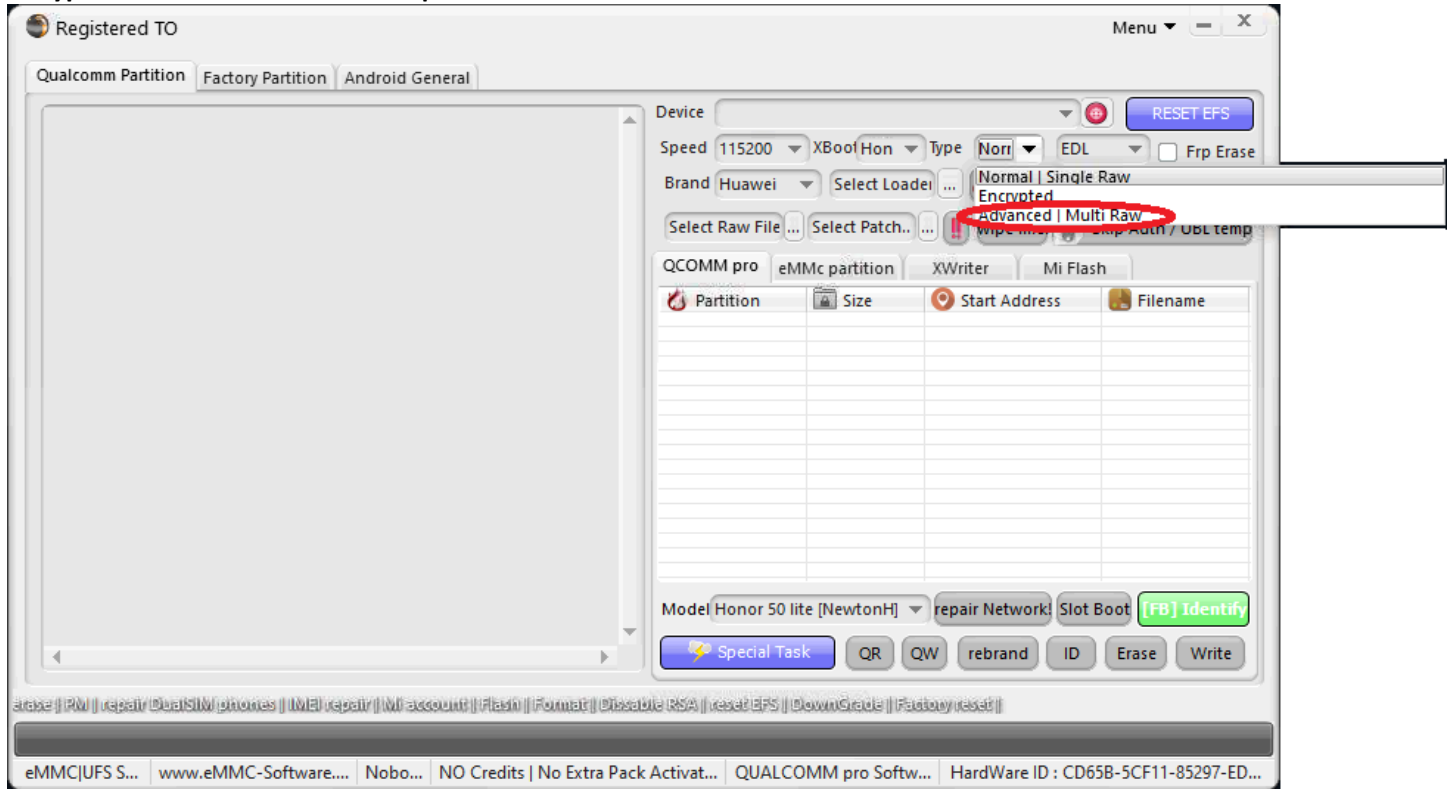 Registered TO
Menu
Qualcomm Partition Factory Partition Android General
Device RESET EFS
Speed 115200 XBoot Hon Type Norr EDL Frp Erase
Brand Huawei Select Loader ...
Normal | Single Raw
Encrypted
Advanced | Multi Raw
Select Raw File ... Select Patch.. ... Skip Auth / UBL temp
QCOMM pro eMMc partition XWriter Mi Flash
Partition Size Start Address Filename
Model Honor 50 lite [NewtonH] repair Network! Slot Boot [FB] Identify
Special Task QR QW rebrand ID Erase Write
erase || RW || repair DualSIM phones || IMEI repair || MI account || Flash || Format || Dissable RSA || reset EFS || DownGrade || Factory reset ||
eMMC|UFS S... www.eMMC-Software.... Nobo... NO Credits | No Extra Pack Activat... QUALCOMM pro Softw... HardWare ID : CD65B-5CF11-85297-ED...